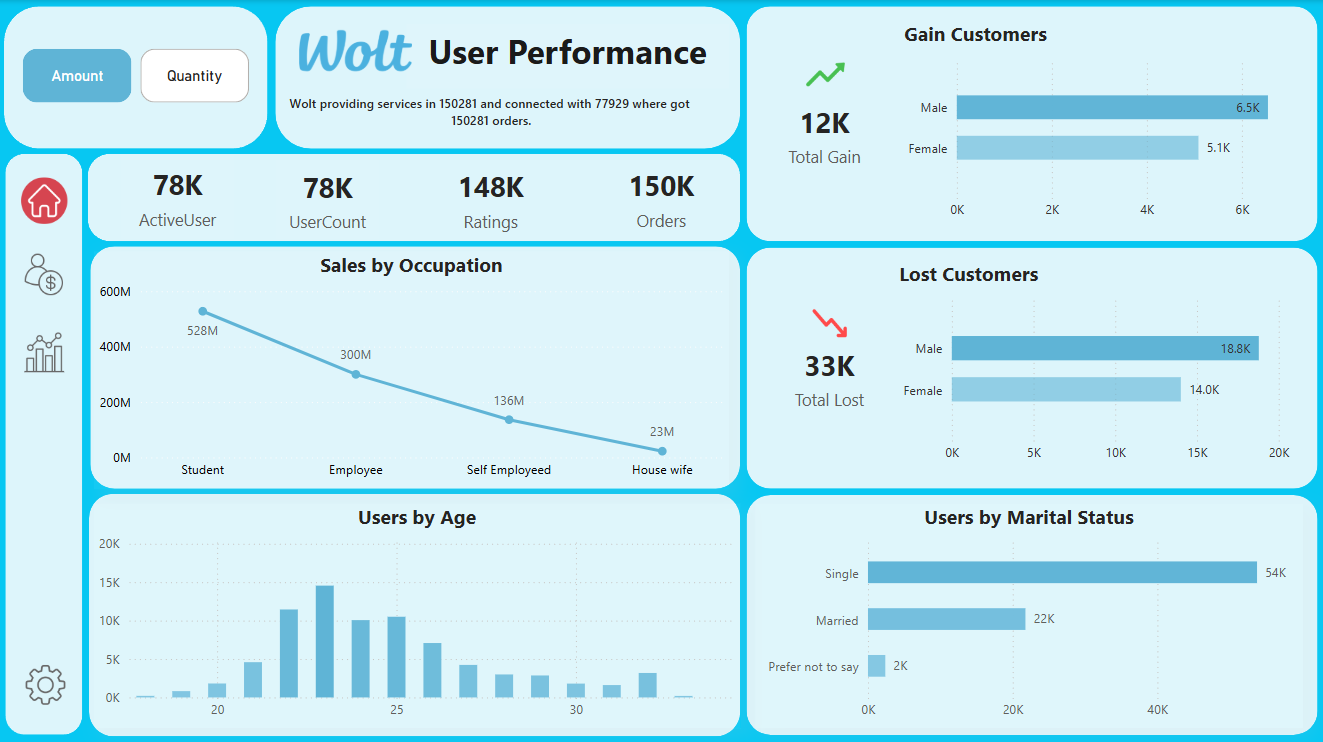 Amount
Quantity
Wolt User Performance
Wolt providing services in 150281 and connected with 77929 where got
150281 orders.
78K
ActiveUser
78K
UserCount
148K
Ratings
150K
Orders
Gain Customers
12K
Total Gain
Male
6.5K
Female
5.1K
0K
2K
4K
6K
Sales by Occupation
600M
400M
200M
0M
528M
300M
136M
23M
Student
Employee
Self Employeed
House wife
Lost Customers
33K
Total Lost
Male
18.8K
Female
14.0K
0K
5K
10K
15K
20K
Users by Age
20K
15K
10K
5K
0K
20
25
30
Users by Marital Status
Single
54K
Married
22K
Prefer not to say
2K
0K
20K
40K